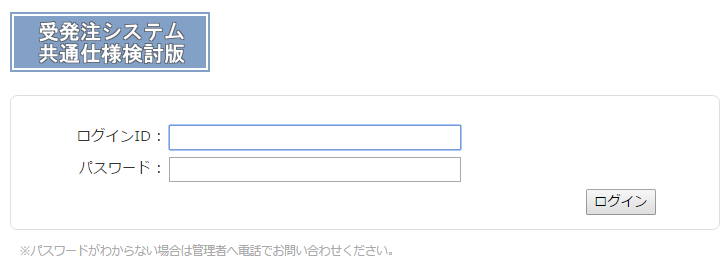 受発注システム
共通仕様検討版
ログインID：
パスワード：
ログイン
※パスワードがわからない場合は管理者へ電話でお問い合わせください。